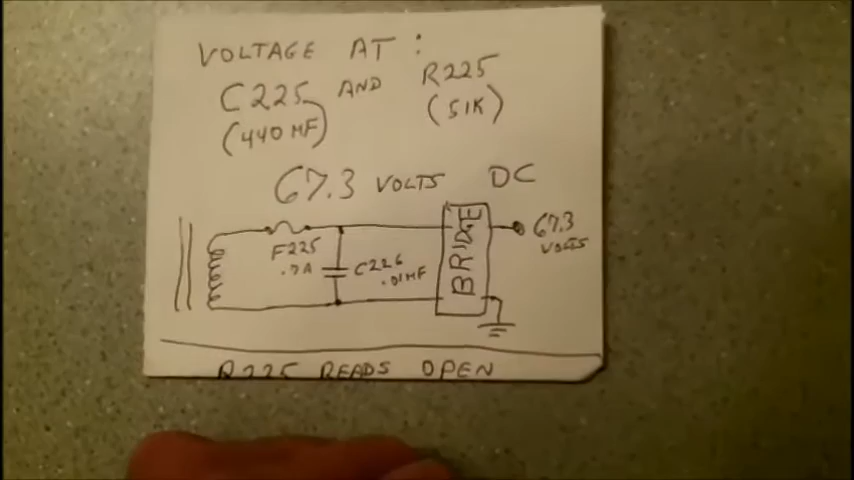 VOLTAGE AT :
C225 AND R225
(440 MF) (51K)
67.3 VOLTS DC
F225
.7A
C226
.01MF
BRIDGE
67.3
VOLTS
R225 READS OPEN